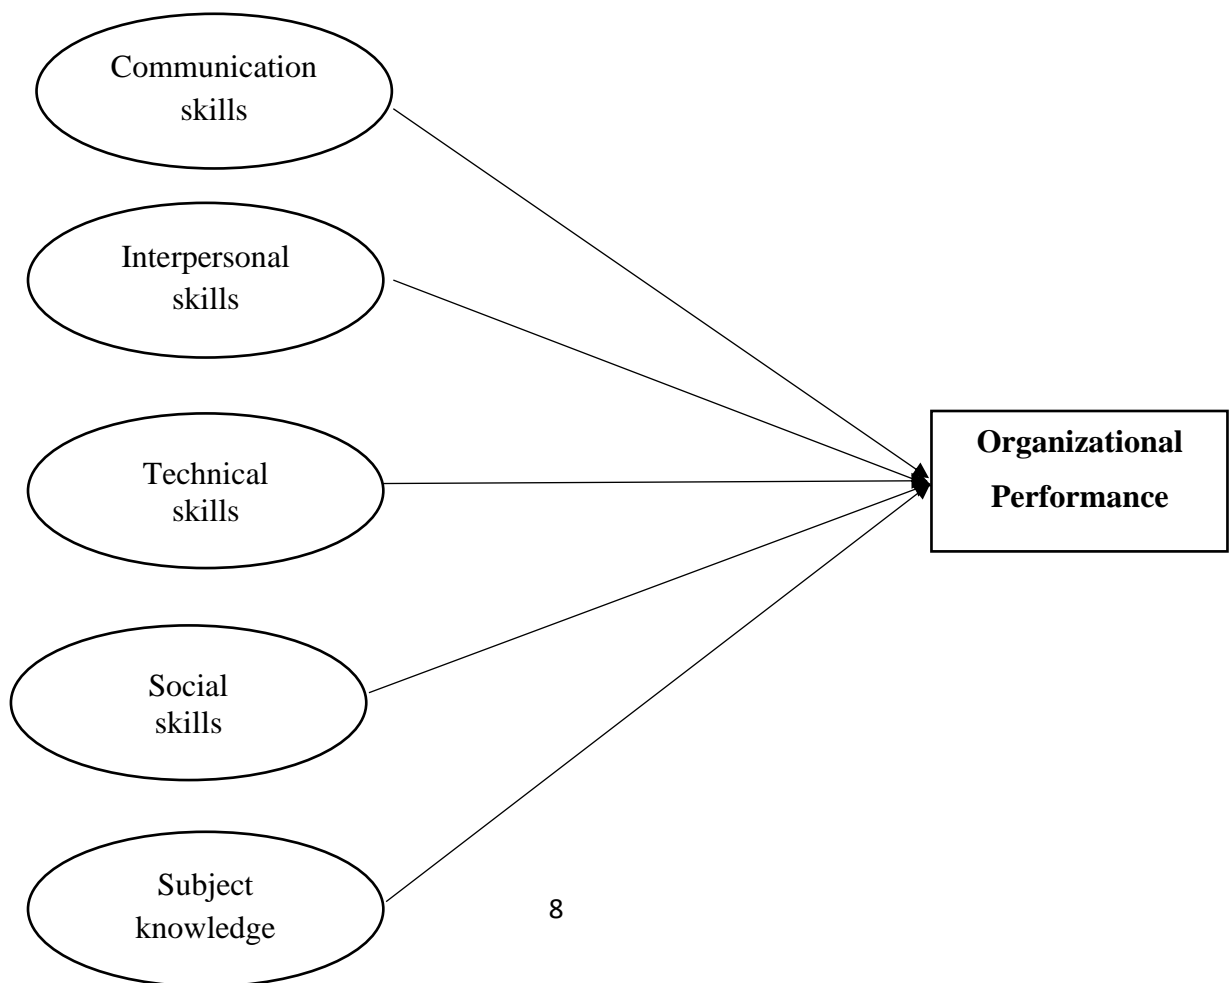 Communication
skills
Interpersonal
skills
Technical
skills
Social
skills
Subject
knowledge
Organizational
Performance
8